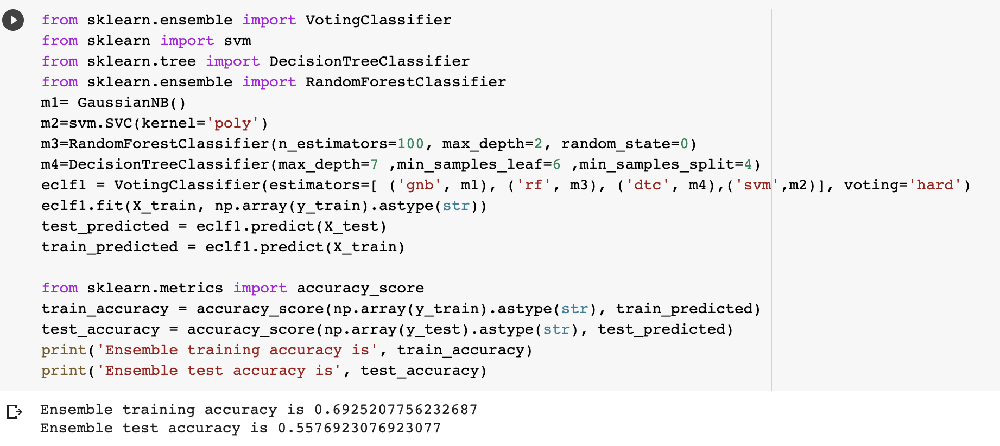 from sklearn.ensemble import VotingClassifier
from sklearn import svm
from sklearn.tree import DecisionTreeClassifier
from sklearn.ensemble import RandomForestClassifier
m1= GaussianNB()
m2=svm.SVC(kernel='poly')
m3=RandomForestClassifier(n_estimators=100, max_depth=2, random_state=0)
m4=DecisionTreeClassifier(max_depth=7 ,min_samples_leaf=6 ,min_samples_split=4)
eclf1 = VotingClassifier(estimators=[ ('gnb', m1), ('rf', m3), ('dtc', m4),('svm',m2)], voting='hard')
eclf1.fit(X_train, np.array(y_train).astype(str))
test_predicted = eclf1.predict(X_test)
train_predicted = eclf1.predict(X_train)
from sklearn.metrics import accuracy_score
train_accuracy = accuracy_score(np.array(y_train).astype(str), train_predicted)
test_accuracy = accuracy_score(np.array(y_test).astype(str), test_predicted)
print('Ensemble training accuracy is', train_accuracy)
print('Ensemble test accuracy is', test_accuracy)
Ensemble training accuracy is 0.6925207756232687
Ensemble test accuracy is 0.5576923076923077